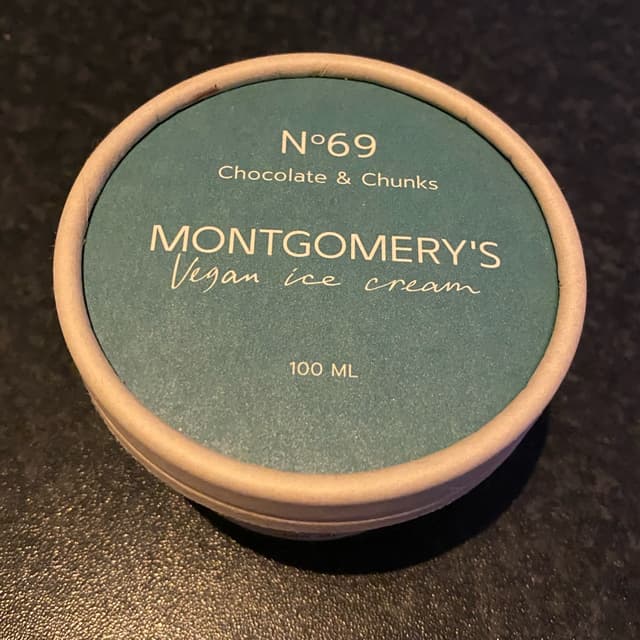 Nº69
Chocolate & Chunks
MONTGOMERY'S
Vegan ice cream
100 ML